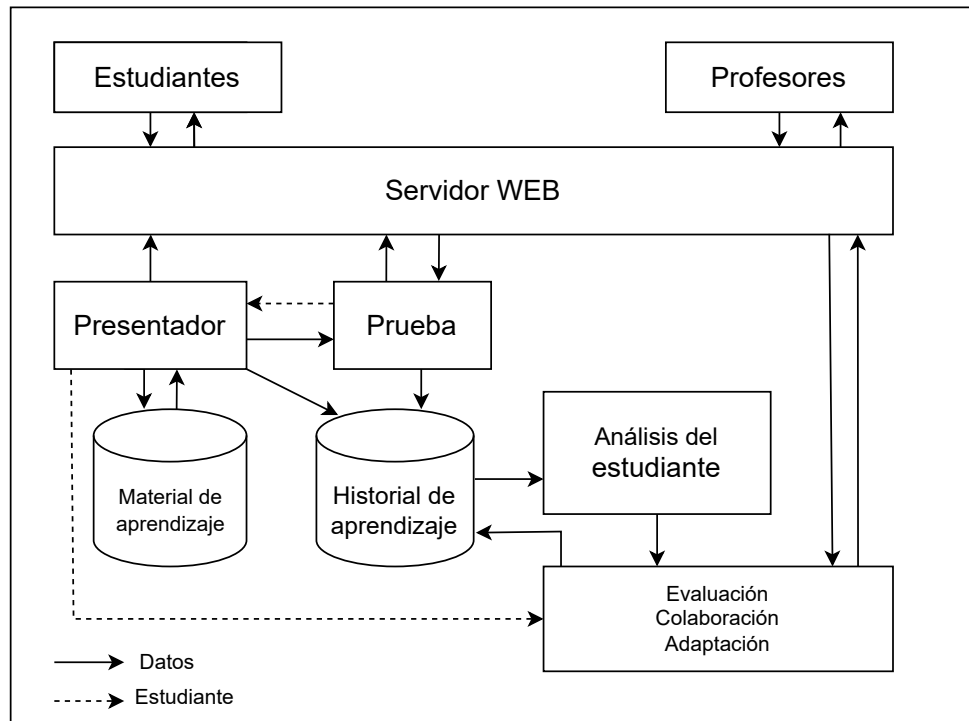 Estudiantes
Profesores
Servidor WEB
Presentador
Prueba
Material de
aprendizaje
Historial de
aprendizaje
Análisis del
estudiante
Evaluación
Colaboración
Adaptación
Datos
Estudiante